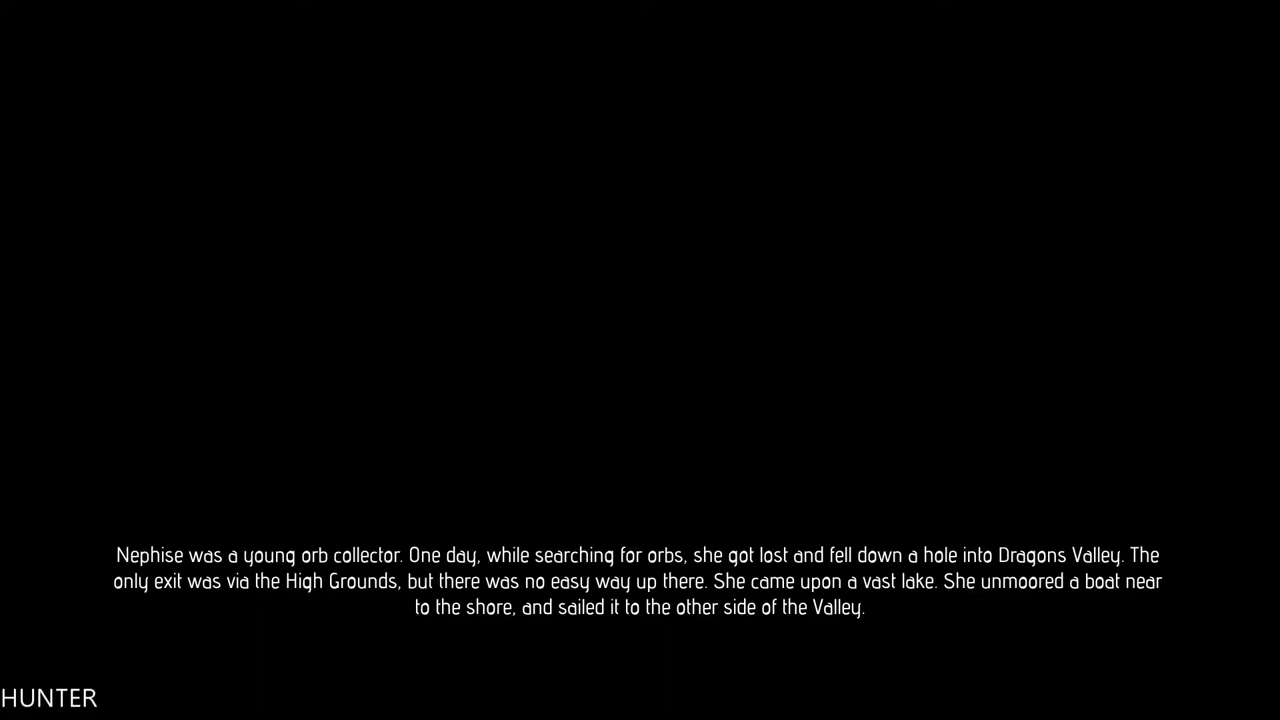 Nephise was a young orb collector. One day, while searching for orbs, she got lost and fell down a hole into Dragons Valley. The
only exit was via the High Grounds, but there was no easy way up there. She came upon a vast lake. She unmoored a boat near
to the shore, and sailed it to the other side of the Valley.
HUNTER